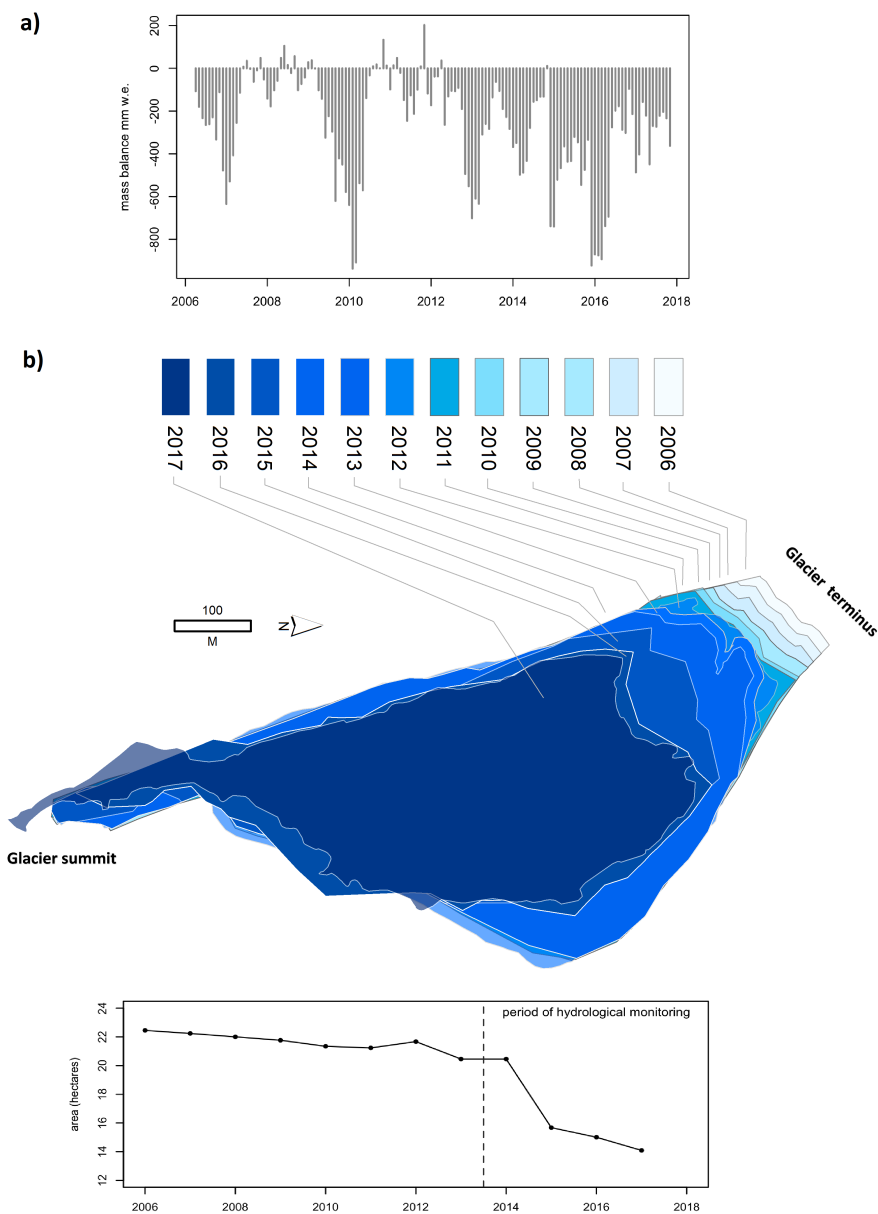 a)
mass balance mm w.e.
200
0
-200
-400
-600
-800
2006 2008 2010 2012 2014 2016 2018
b)
2017 2016 2015 2014 2013 2012 2011 2010 2009 2008 2007 2006
Glacier terminus
100
M
N
Glacier summit
area (hectares)
24
22
20
16
14
12
period of hydrological monitoring
2006 2008 2010 2012 2014 2016 2018